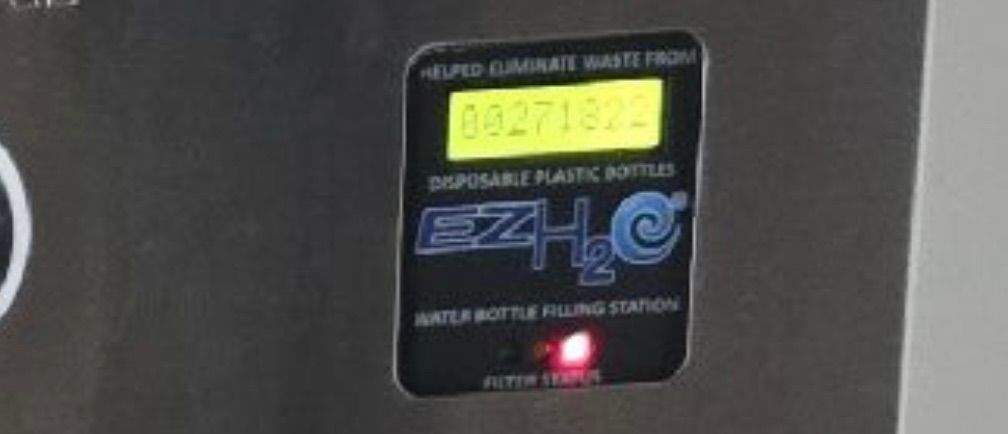 HELPED ELIMINATE WASTE FROM
00271822
DISPOSABLE PLASTIC BOTTLES
EZH₂O
WATER BOTTLE FILLING STATION
FILTER STATUS